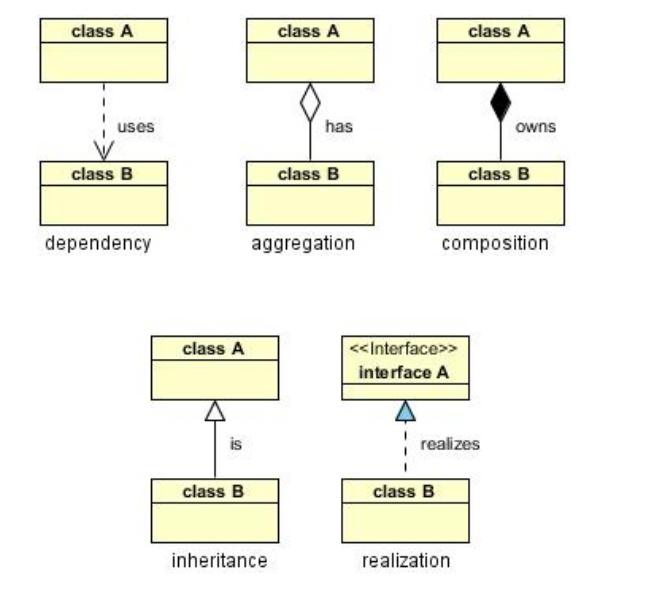 class A
class A
class A
uses
has
owns
class B
class B
class B
dependency
aggregation
composition
class A
<<Interface>>
interface A
is
realizes
class B
class B
inheritance
realization